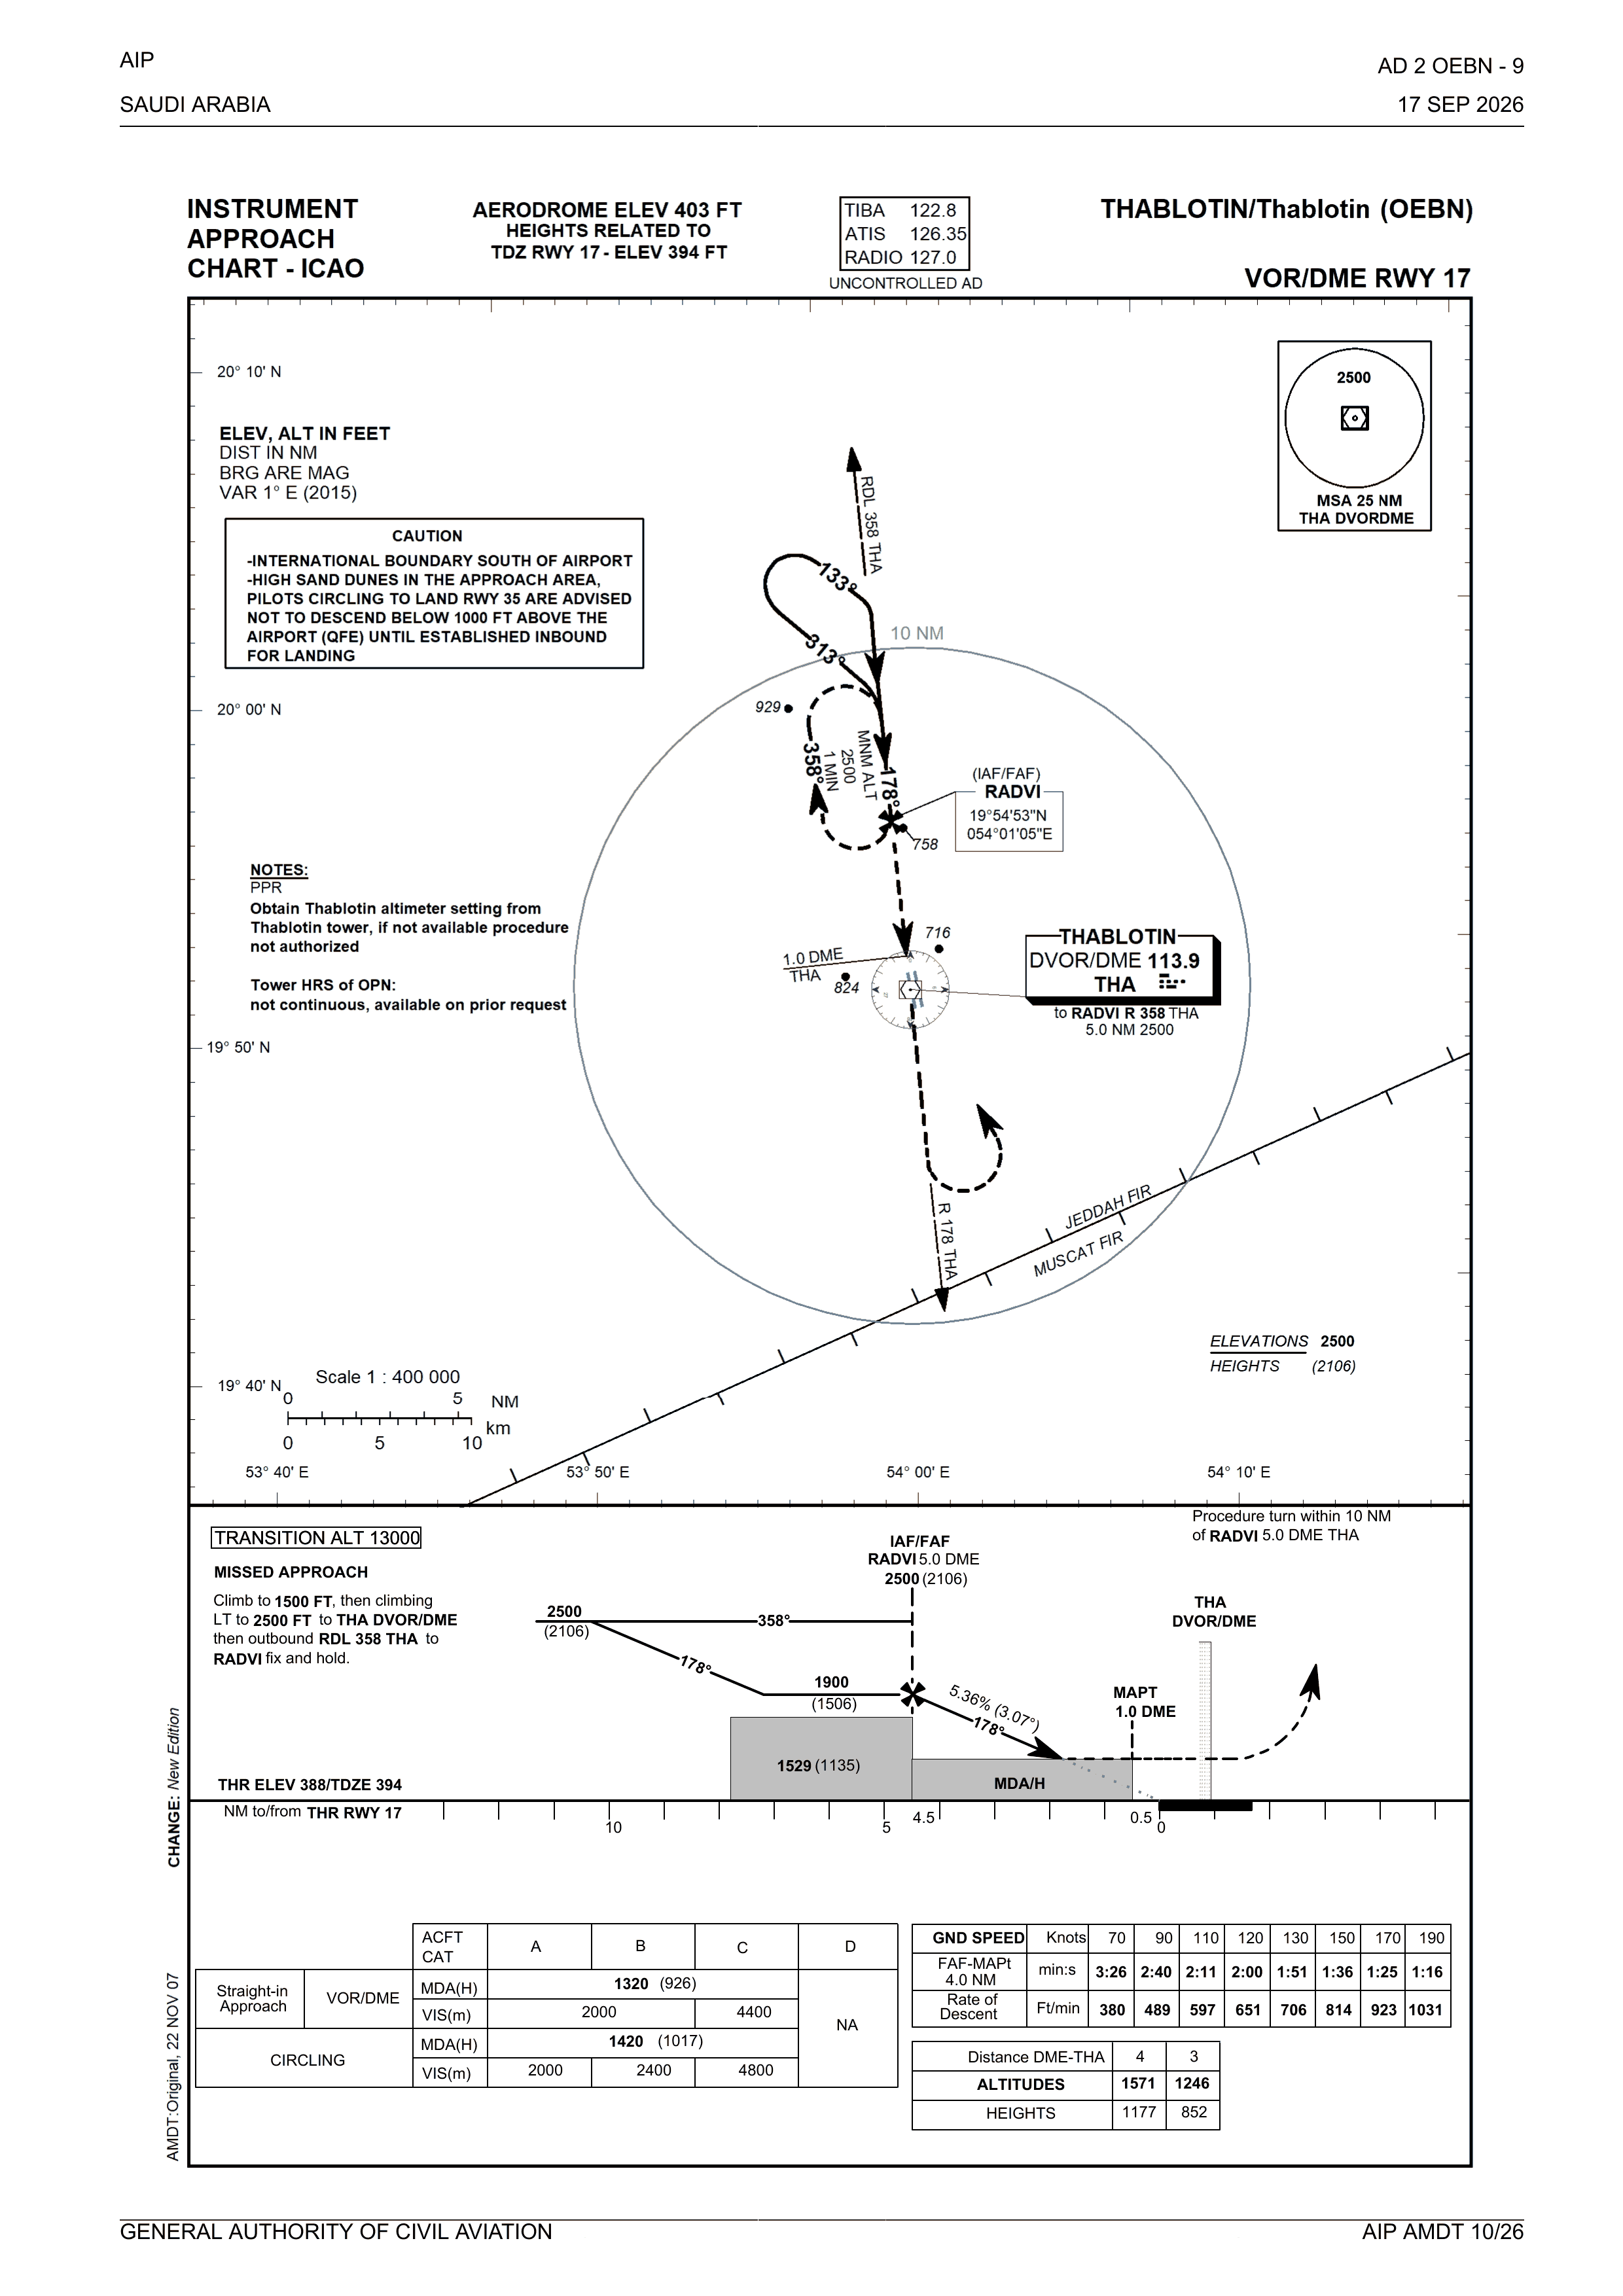 AIP
AD 2 OEBN - 9
SAUDI ARABIA
17 SEP 2026
INSTRUMENT
APPROACH
CHART - ICAO
AERODROME ELEV 403 FT
HEIGHTS RELATED TO
TDZ RWY 17 - ELEV 394 FT
TIBA 122.8
ATIS 126.35
RADIO 127.0
UNCONTROLLED AD
THABLOTIN/Thablotin (OEBN)
VOR/DME RWY 17
20° 10' N
2500
MSA 25 NM
THA DVORDME
ELEV, ALT IN FEET
DIST IN NM
BRG ARE MAG
VAR 1° E (2015)
CAUTION
-INTERNATIONAL BOUNDARY SOUTH OF AIRPORT
-HIGH SAND DUNES IN THE APPROACH AREA,
PILOTS CIRCLING TO LAND RWY 35 ARE ADVISED
NOT TO DESCEND BELOW 1000 FT ABOVE THE
AIRPORT (QFE) UNTIL ESTABLISHED INBOUND
FOR LANDING
RDL 358 THA
133°
313°
10 NM
20° 00' N
929
358°
1 MIN
2500
MNM ALT
178°
(IAF/FAF)
RADVI
19°54'53"N
054°01'05"E
758
NOTES:
PPR
Obtain Thablotin altimeter setting from
Thablotin tower, if not available procedure
not authorized
Tower HRS of OPN:
not continuous, available on prior request
716
1.0 DME
THA
824
THABLOTIN
DVOR/DME 113.9
THA
to RADVI R 358 THA
5.0 NM 2500
19° 50' N
R 178 THA
JEDDAH FIR
MUSCAT FIR
ELEVATIONS 2500
HEIGHTS (2106)
19° 40' N
Scale 1 : 400 000
0 5 NM
0 5 10 km
53° 40' E
53° 50' E
54° 00' E
54° 10' E
TRANSITION ALT 13000
MISSED APPROACH
Climb to 1500 FT, then climbing
LT to 2500 FT to THA DVOR/DME
then outbound RDL 358 THA to
RADVI fix and hold.
Procedure turn within 10 NM
of RADVI 5.0 DME THA
IAF/FAF
RADVI 5.0 DME
2500 (2106)
THA
DVOR/DME
2500
(2106)
358°
178°
1900
(1506)
5.36% (3.07°)
178°
MAPT
1.0 DME
1529 (1135)
MDA/H
THR ELEV 388/TDZE 394
NM to/from THR RWY 17
10 5 4.5 0.5 0
CHANGE: New Edition
AMDT:Original, 22 NOV 07
ACFT
CAT
A B C D
Straight-in
Approach
VOR/DME
MDA(H) 1320 (926)
VIS(m) 2000 4400
NA
CIRCLING
MDA(H) 1420 (1017)
VIS(m) 2000 2400 4800
GND SPEED Knots 70 90 110 120 130 150 170 190
FAF-MAPt
4.0 NM
min:s 3:26 2:40 2:11 2:00 1:51 1:36 1:25 1:16
Rate of
Descent
Ft/min 380 489 597 651 706 814 923 1031
Distance DME-THA 4 3
ALTITUDES 1571 1246
HEIGHTS 1177 852
GENERAL AUTHORITY OF CIVIL AVIATION
AIP AMDT 10/26